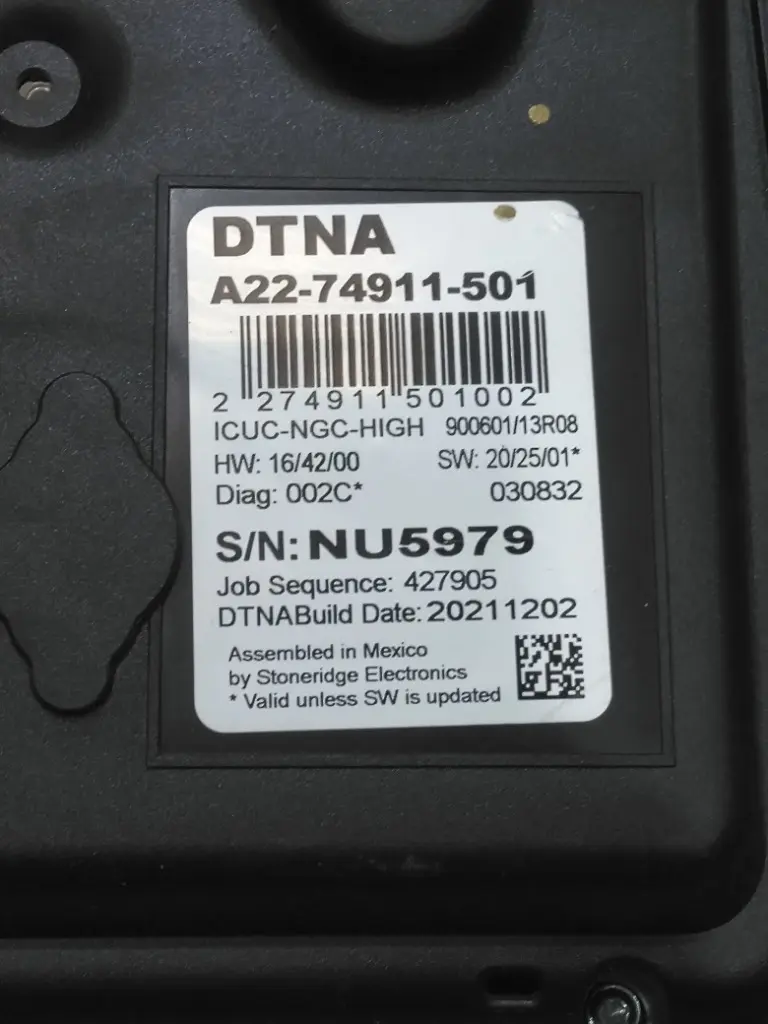 DTNA
A22-74911-501
2 274911 501002
ICUC-NGC-HIGH 900601/13R08
HW: 16/42/00 SW: 20/25/01*
Diag: 002C* 030832
S/N: NU5979
Job Sequence: 427905
DTNABuild Date: 20211202
Assembled in Mexico
by Stoneridge Electronics
* Valid unless SW is updated